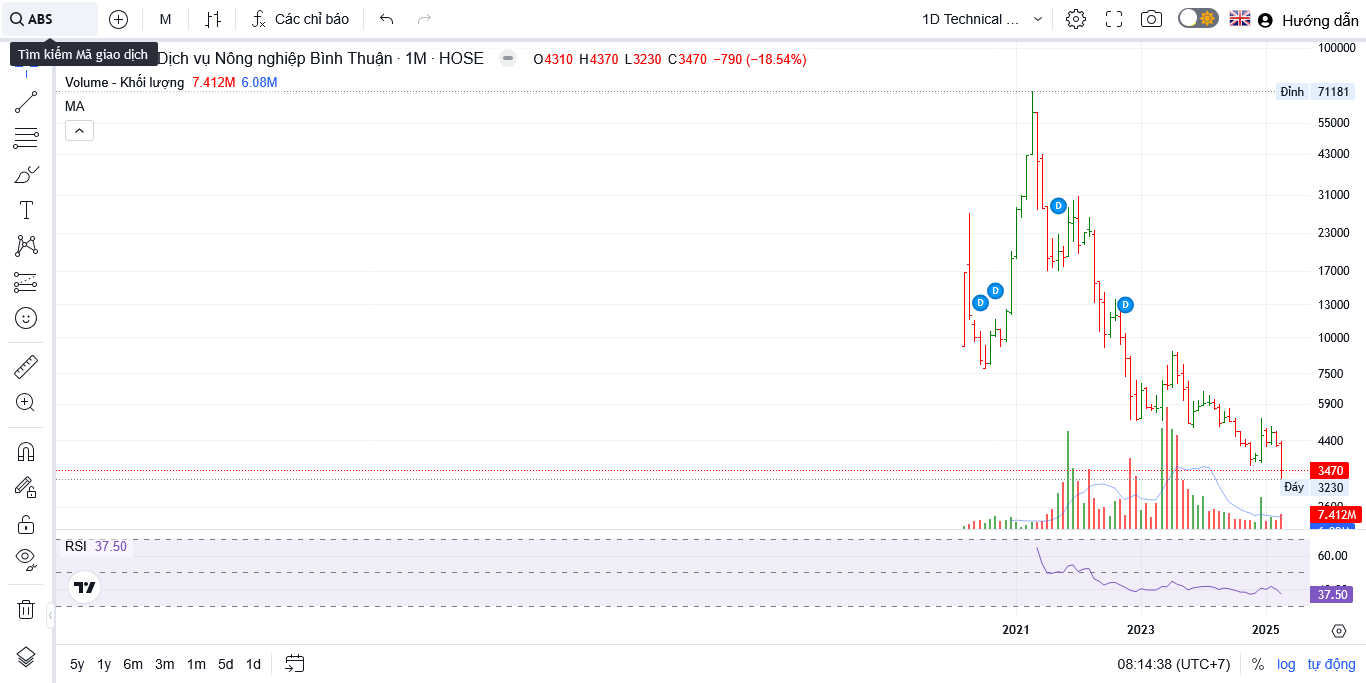 ABS
M
Các chỉ báo
1D Technical ...
Hướng dẫn
Tìm kiếm Mã giao dịch
Dịch vụ Nông nghiệp Bình Thuận · 1M · HOSE
O4310 H4370 L3230 C3470 −790 (−18.54%)
Volume - Khối lượng 7.412M 6.08M
MA
100000
Đỉnh 71181
55000
43000
31000
23000
17000
13000
10000
7500
5900
4400
3470
Đáy 3230
7.412M
D
D
D
D
RSI 37.50
60.00
37.50
2021
2023
2025
5y 1y 6m 3m 1m 5d 1d
08:14:38 (UTC+7)
% log tự động